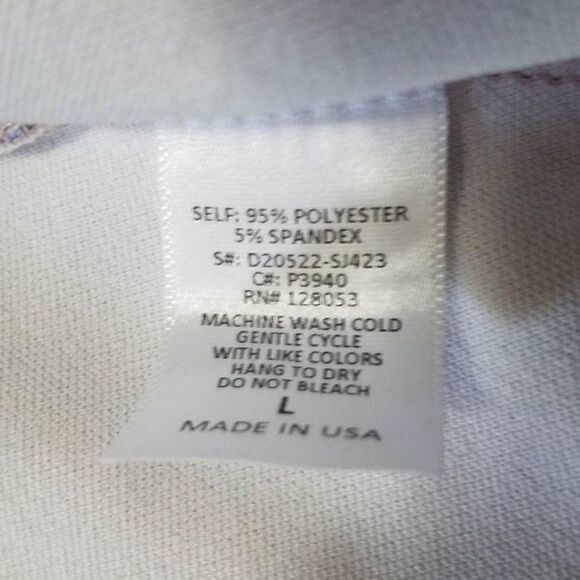 SELF: 95% POLYESTER
5% SPANDEX
S#: D20522-SJ423
C#: P3940
RN# 128053
MACHINE WASH COLD
GENTLE CYCLE
WITH LIKE COLORS
HANG TO DRY
DO NOT BLEACH
L
MADE IN USA